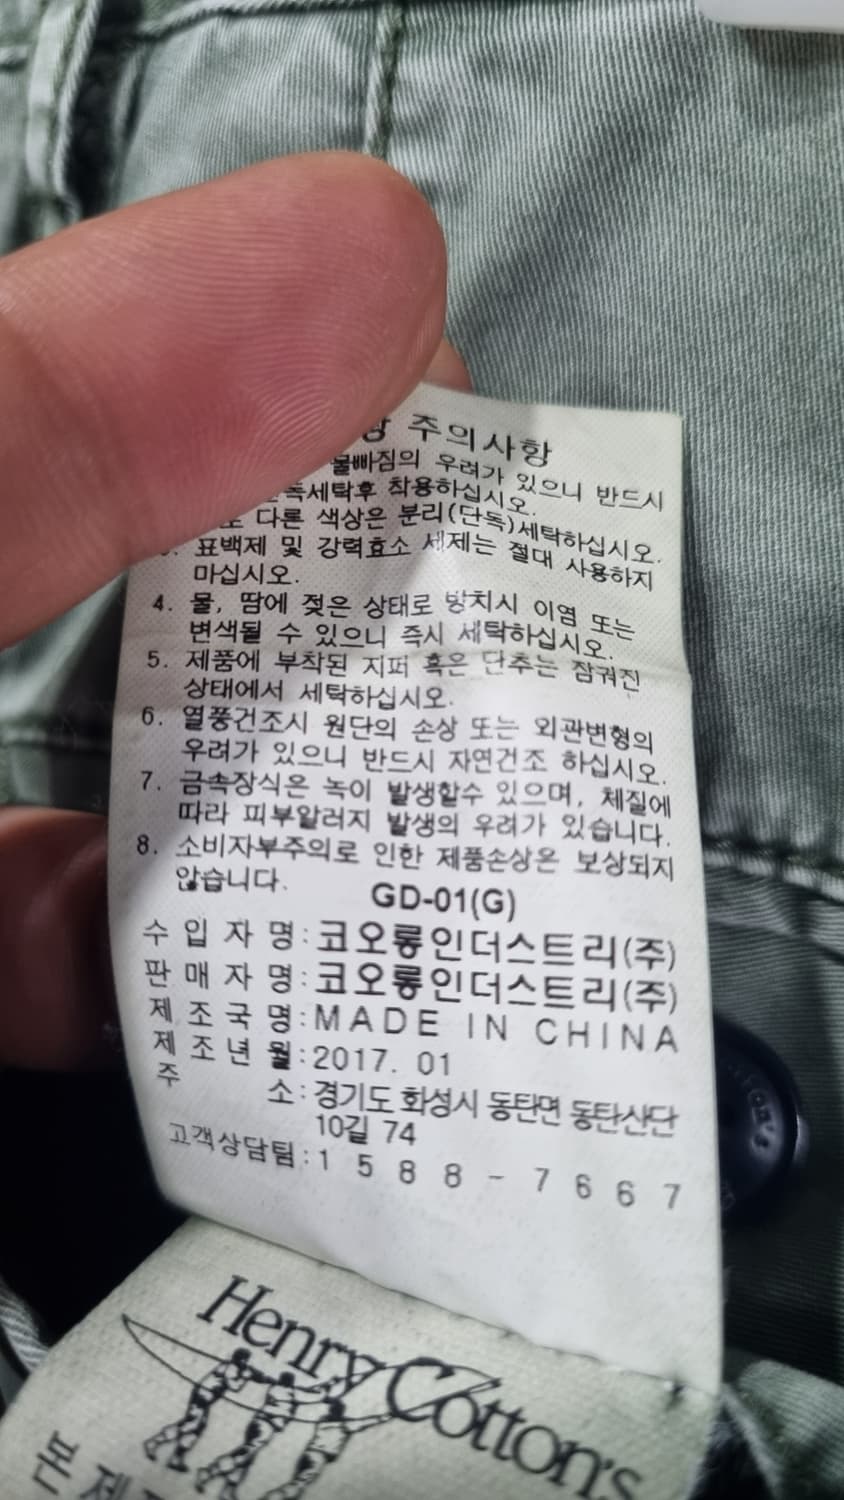 주의사항
물빠짐의 우려가 있으니 반드시
단독세탁후 착용하십시오.
다른 색상은 분리(단독)세탁하십시오.
표백제 및 강력효소 세제는 절대 사용하지
마십시오.
4. 물, 땀에 젖은 상태로 방치시 이염 또는
변색될 수 있으니 즉시 세탁하십시오.
5. 제품에 부착된 지퍼 혹은 단추는 잠궈진
상태에서 세탁하십시오.
6. 열풍건조시 원단의 손상 또는 외관변형의
우려가 있으니 반드시 자연건조 하십시오.
7. 금속장식은 녹이 발생할수 있으며, 체질에
따라 피부알러지 발생의 우려가 있습니다.
8. 소비자부주의로 인한 제품손상은 보상되지
않습니다.
GD-01(G)
수 입 자 명 : 코오롱인더스트리(주)
판 매 자 명 : 코오롱인더스트리(주)
제 조 국 명 : MADE IN CHINA
제 조 년 월 : 2017. 01
주 소 : 경기도 화성시 동탄면 동탄산단
10길 74
고객상담팀 : 1 5 8 8 - 7 6 6 7
Henry Cotton's
본 제